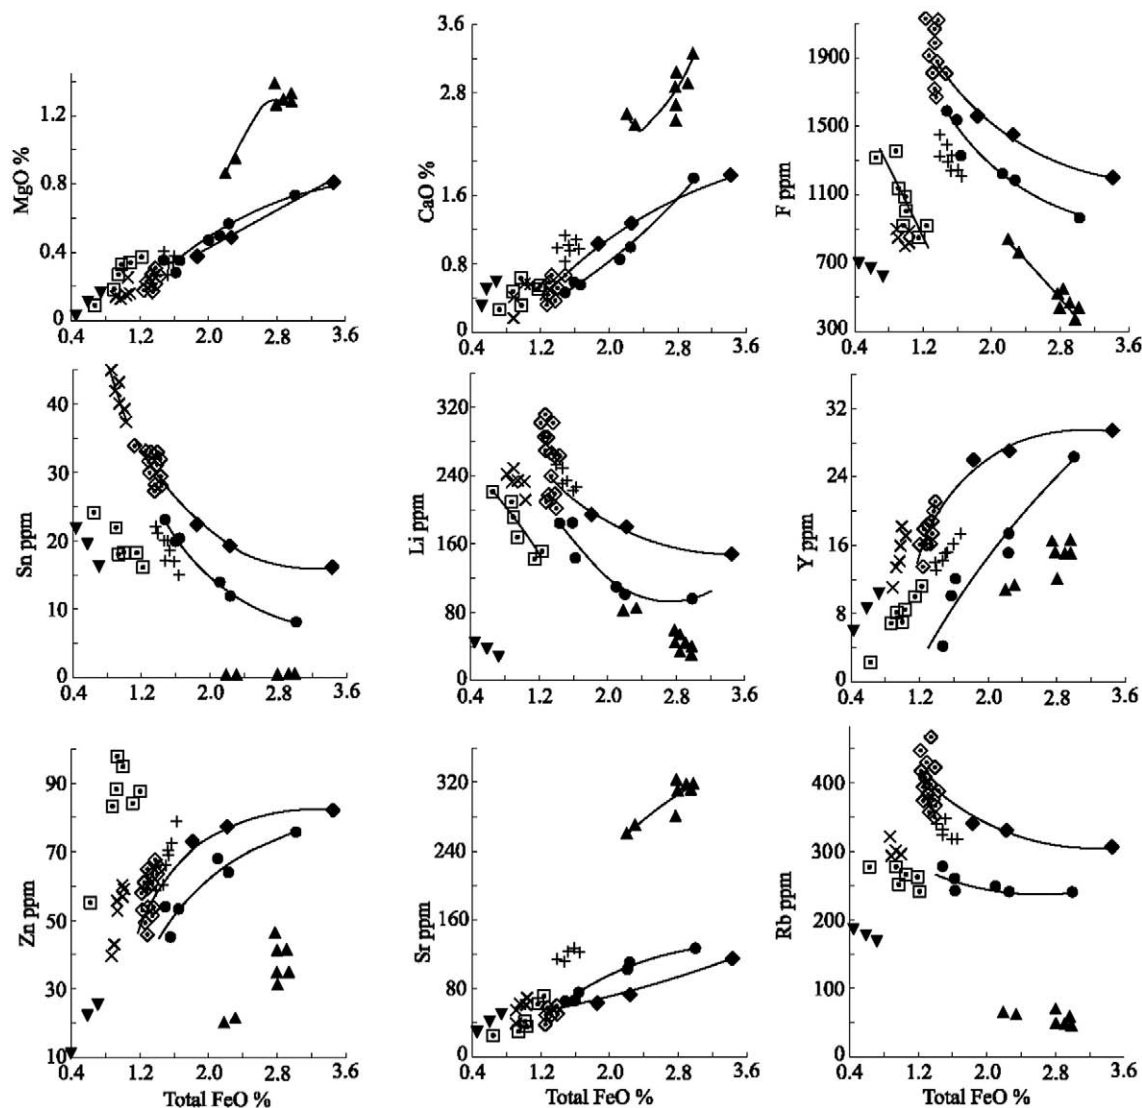 MgO %
1.2
0.8
0.4
0
0.4 1.2 2.0 2.8 3.6
CaO %
3.6
2.8
1.6
0.8
0
0.4 1.2 2.0 2.8 3.6
F ppm
1900
1500
1100
700
300
0.4 1.2 2.0 2.8 3.6
Sn ppm
40
30
20
10
0
0.4 1.2 2.0 2.8 3.6
Li ppm
320
240
160
80
0
0.4 1.2 2.0 2.8 3.6
Y ppm
32
24
16
8
0
0.4 1.2 2.0 2.8 3.6
Zn ppm
90
70
50
30
10
0.4 1.2 2.0 2.8 3.6
Total FeO %
Sr ppm
320
240
160
80
0
0.4 1.2 2.0 2.8 3.6
Total FeO %
Rb ppm
400
300
200
100
0
0.4 1.2 2.0 2.8 3.6
Total FeO %